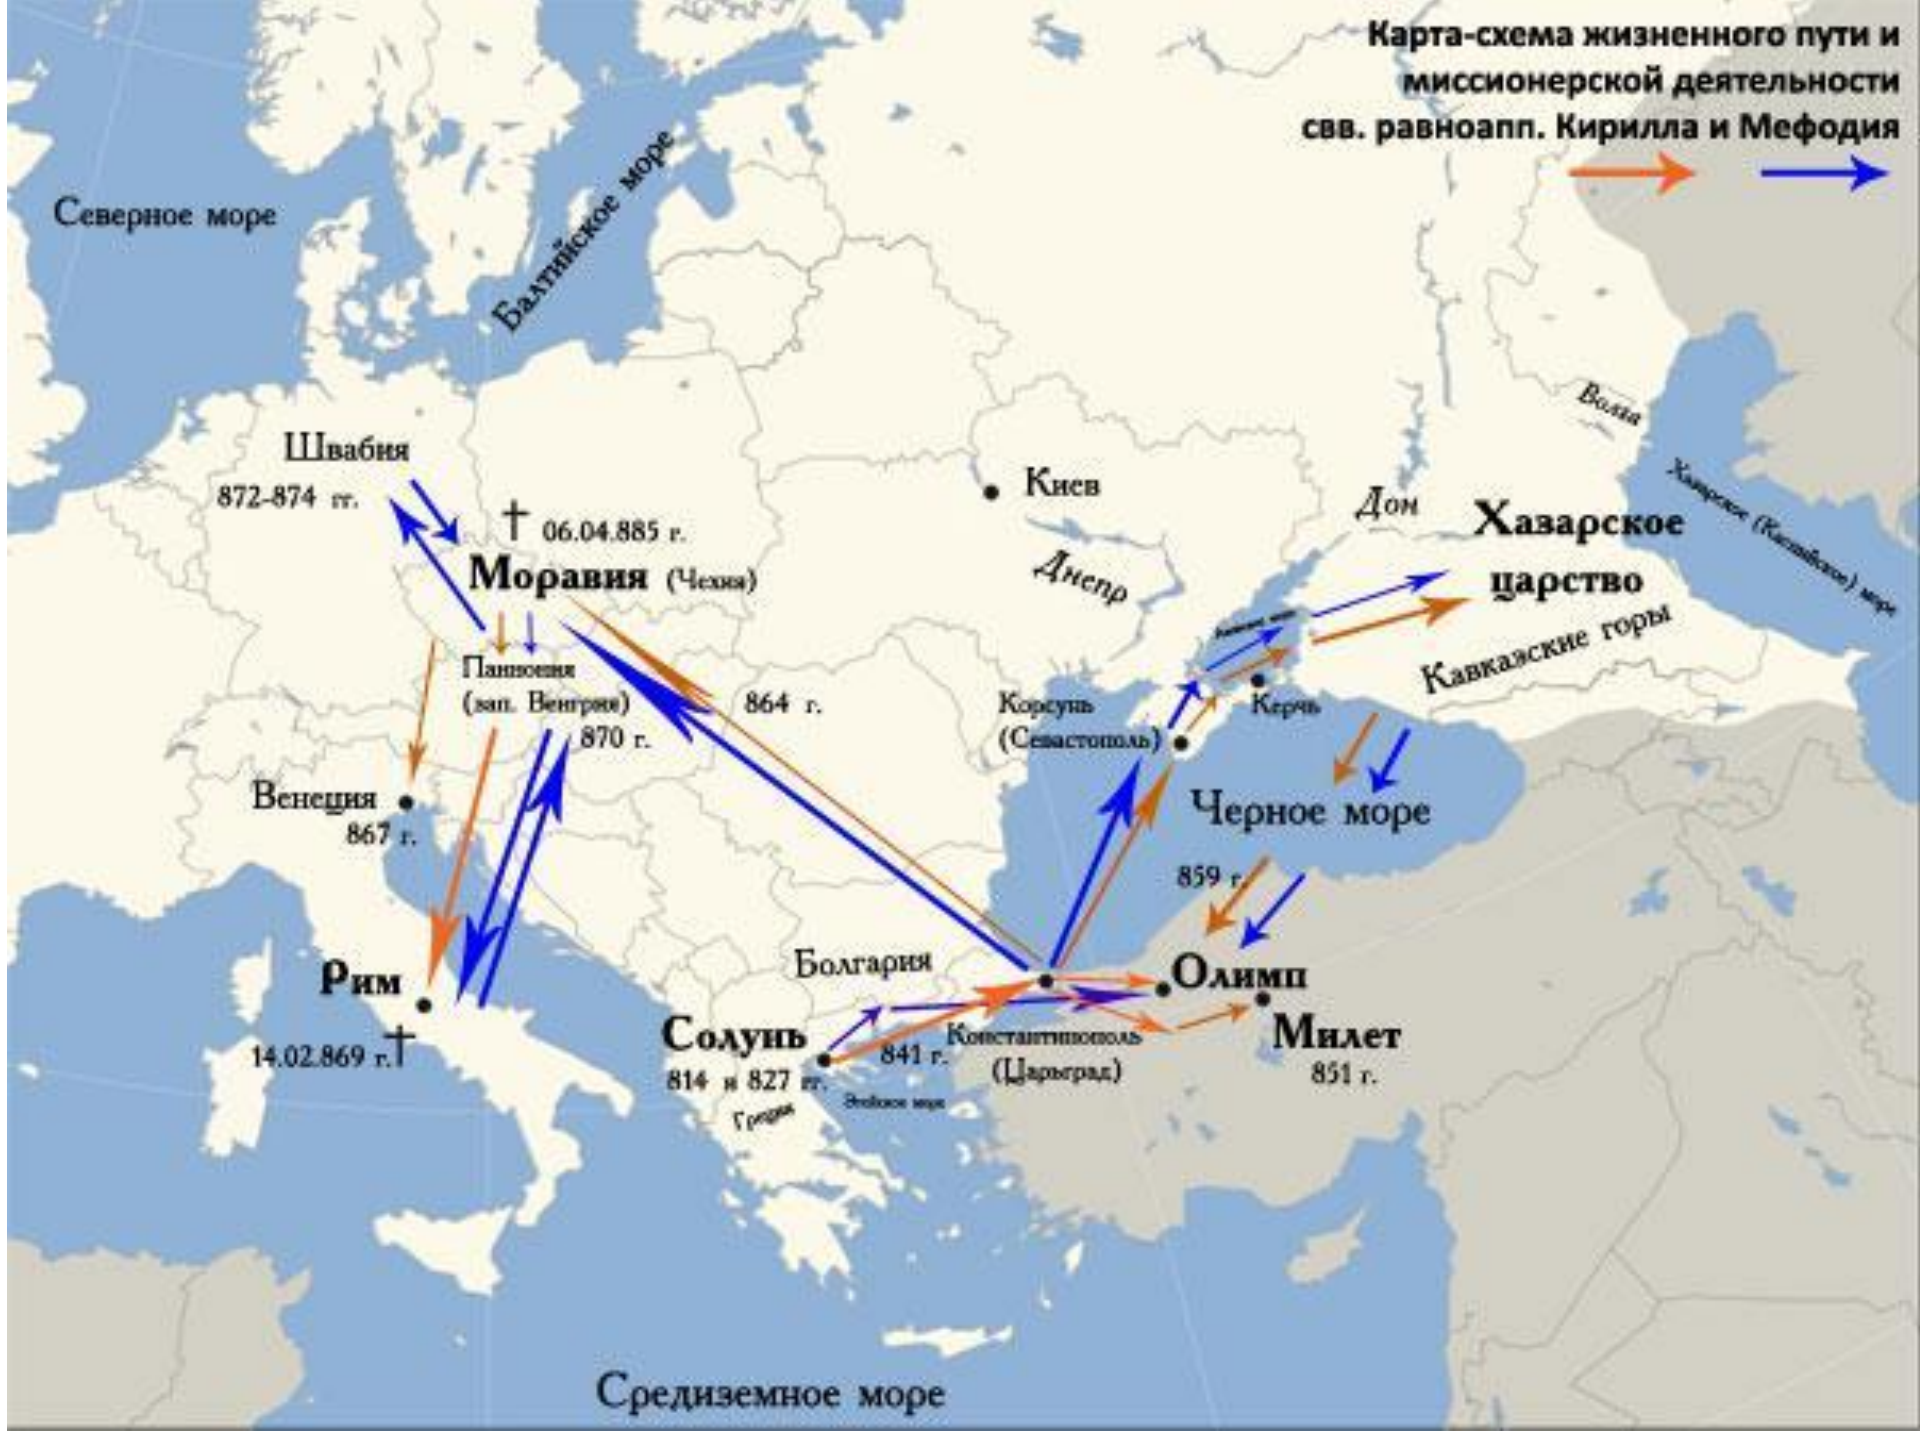 Карта-схема жизненного пути и
миссионерской деятельности
свв. равноапп. Кирилла и Мефодия
Северное море
Балтийское море
Волга
Швабия
872-874 гг.
Киев
Дон
Хазарское
царство
Хазарское (Каспийское) море
06.04.885 г.
Моравия (Чехия)
Днепр
Кавказские горы
Паннония
(зап. Венгрия)
870 г.
864 г.
Корсунь
(Севастополь)
Керчь
Венеция
867 г.
Черное море
859 г.
Болгария
Рим
Олимп
14.02.869 г.
Солунь
814 и 827 гг.
841 г.
Константинополь
(Царьград)
Милет
851 г.
Греция
Эгейское море
Средиземное море